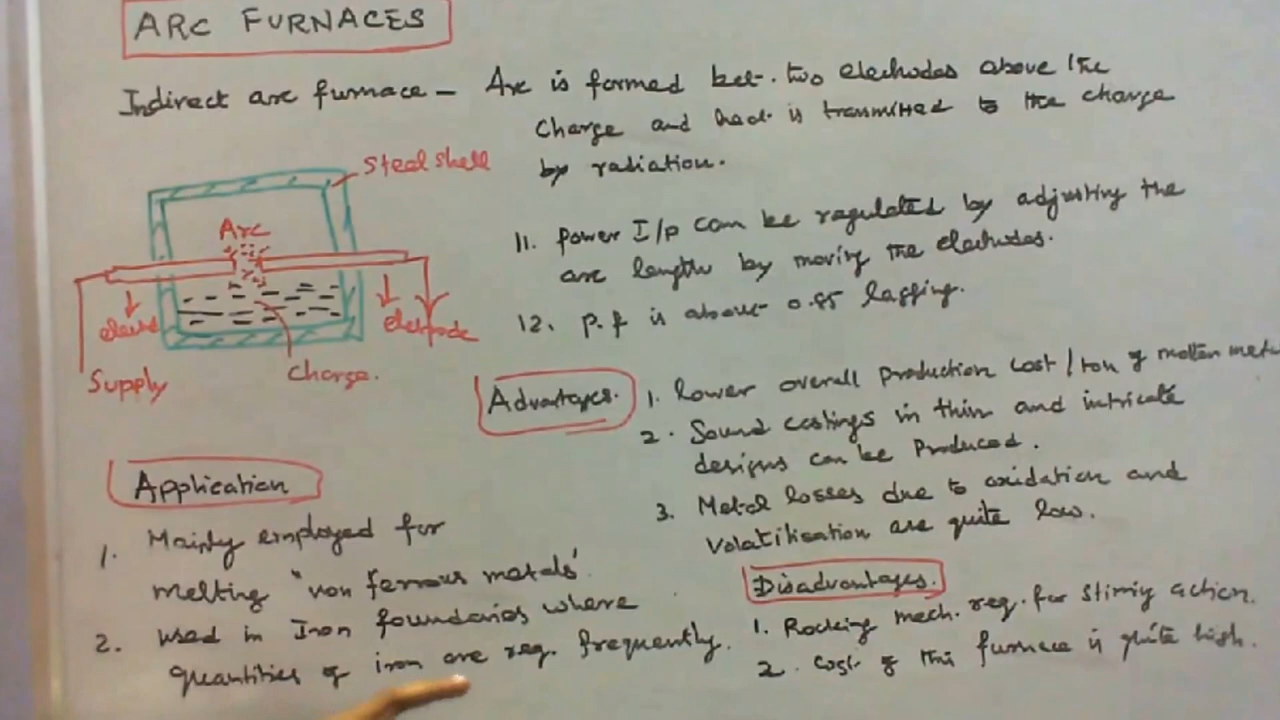 ARC FURNACES
Indirect arc furnace - Arc is formed bet. two electrodes above the
charge and heat is transmitted to the charge
by radiation.
Steel shell
Arc
electrode
Supply
Charge.
11. Power I/p can be regulated by adjusting the
arc length by moving the electrodes.
12. P.f is about 0.85 lagging.
Advantages.
1. Lower overall production cost/ton of molten
2. Sound castings in thin and intricate
designs can be produced.
3. Metal losses due to oxidation and
Volatilisation are quite low.
Application
1. Mainly employed for
melting "non ferrous metals".
2. Used in Iron foundaries where
quantities of iron are req. frequently.
Disadvantages.
1. Rocking mech. req. for stirring action.
2. Cost of this furnace is quite high.